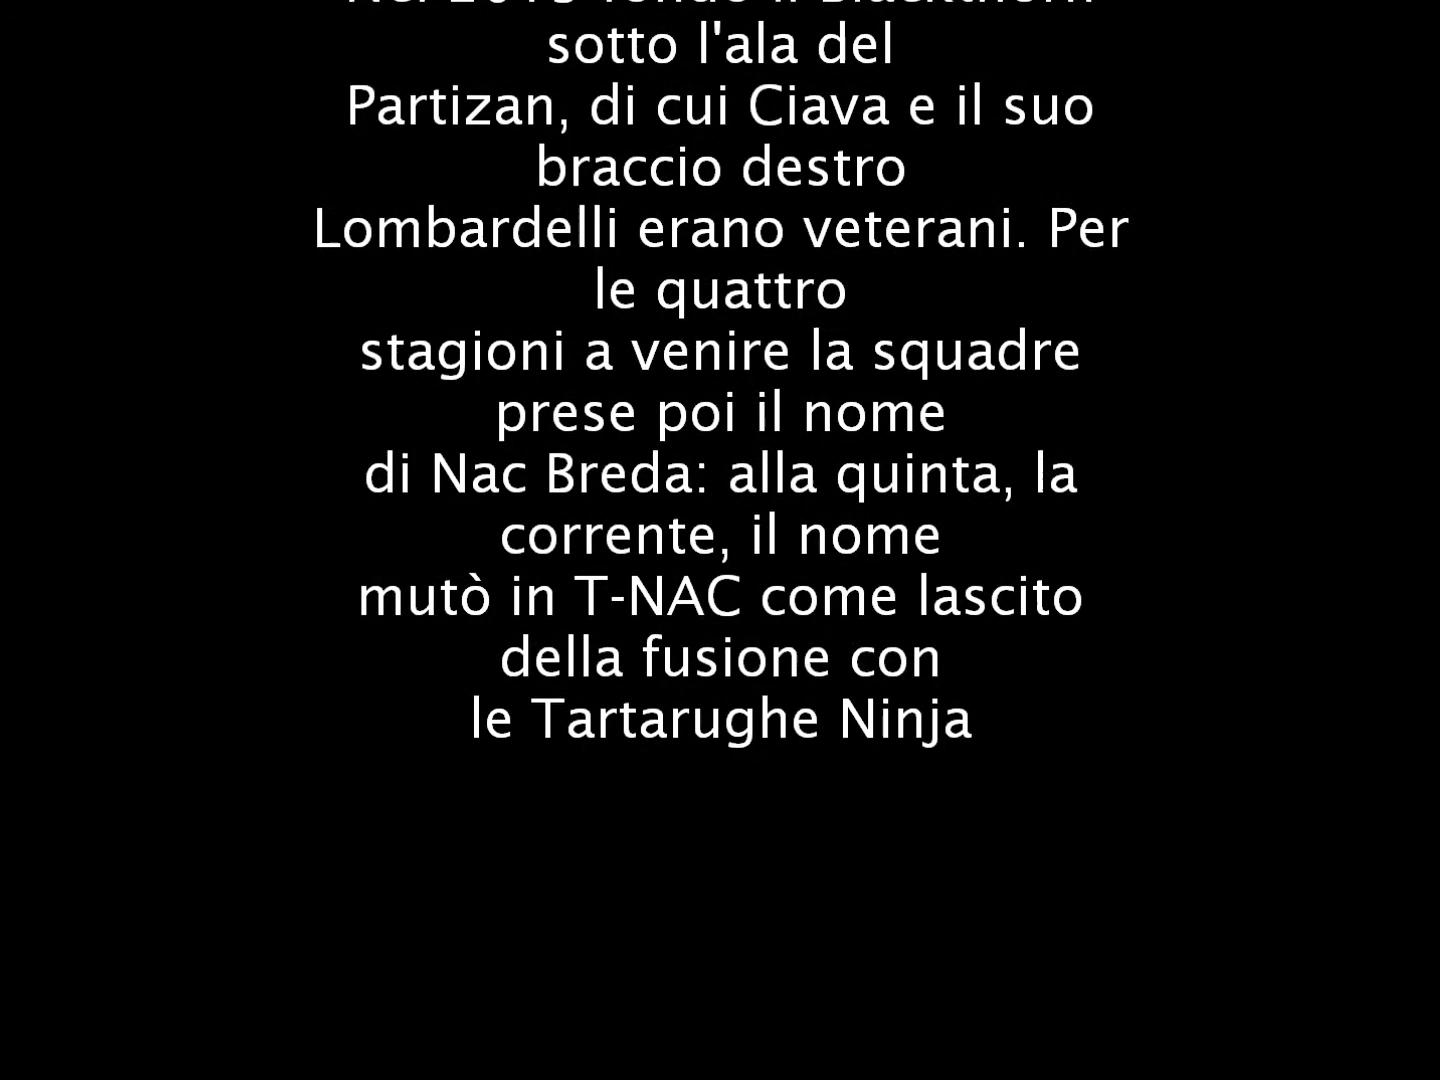 sotto l'ala del
Partizan, di cui Ciava e il suo
braccio destro
Lombardelli erano veterani. Per
le quattro
stagioni a venire la squadre
prese poi il nome
di Nac Breda: alla quinta, la
corrente, il nome
mutò in T-NAC come lascito
della fusione con
le Tartarughe Ninja